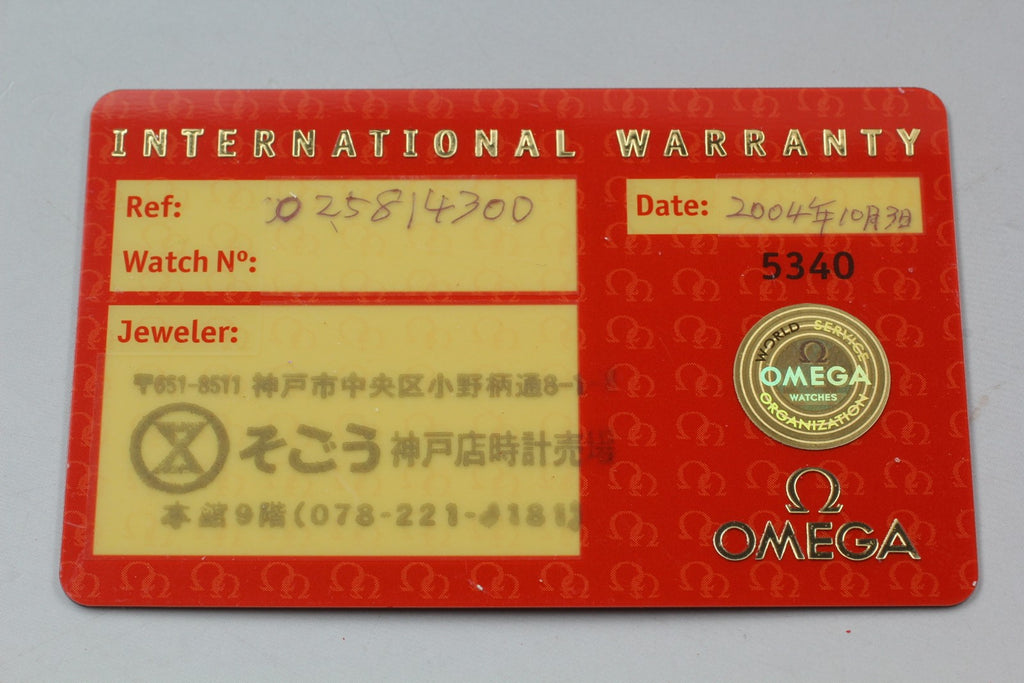 INTERNATIONAL WARRANTY
Ref: 025814300
Date: 2004年10月3日
Watch Nº:
5340
Jeweler:
〒651-8511 神戸市中央区小野柄通8-1-8
そごう 神戸店時計売場
本館9階(078-221-4181)
WORLD SERVICE
Ω
OMEGA
WATCHES
ORGANIZATION
Ω
OMEGA